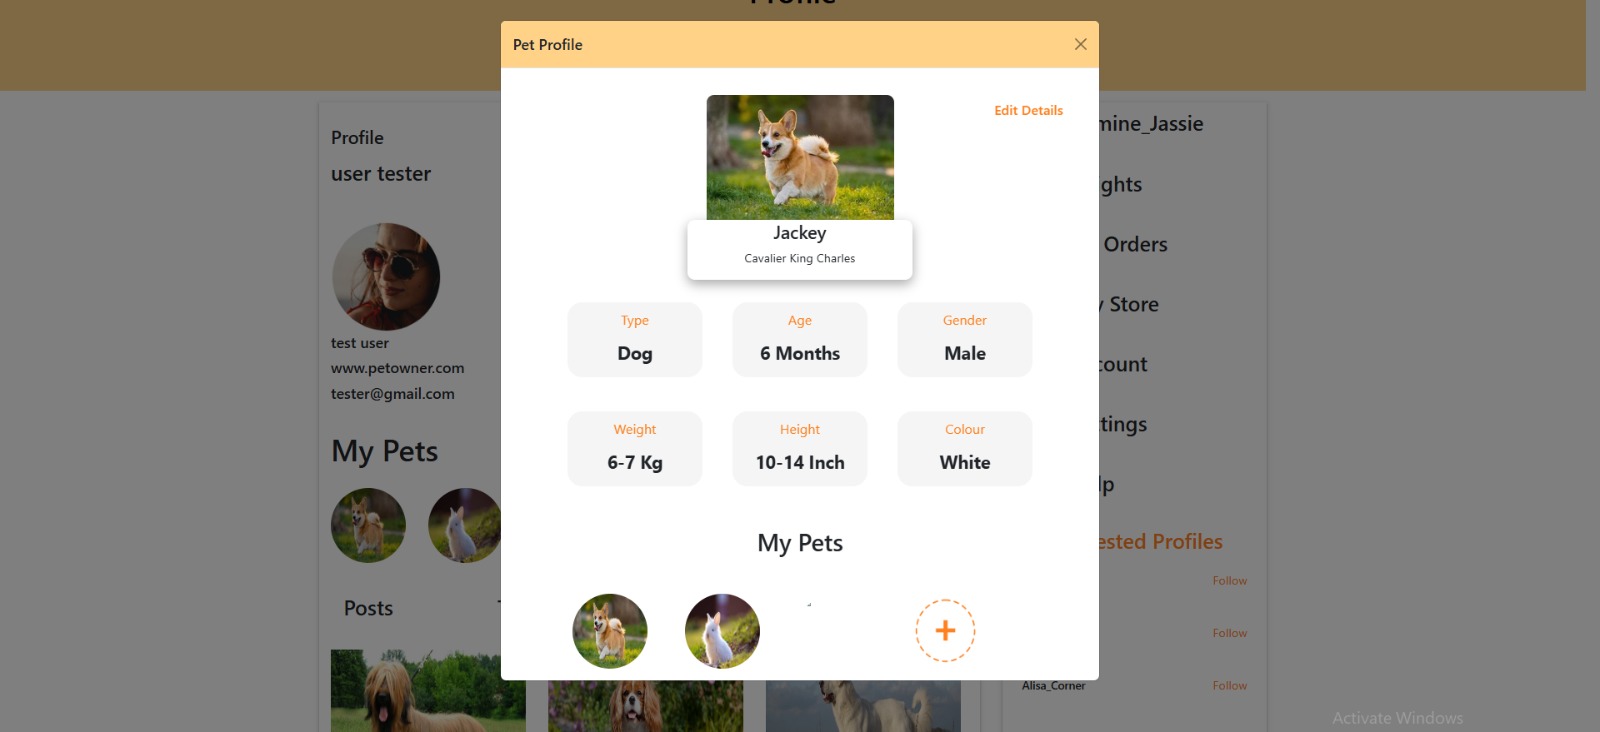 Profile
Pet Profile
Edit Details
Jackey
Cavalier King Charles
Type
Age
Gender
Dog
6 Months
Male
Weight
Height
Colour
6-7 Kg
10-14 Inch
White
My Pets
Profile
user tester
test user
www.petowner.com
tester@gmail.com
My Pets
Posts
mine_Jassie
ghts
Orders
Store
count
tings
lp
ested Profiles
Follow
Follow
Alisa_Corner
Follow
Activate Windows